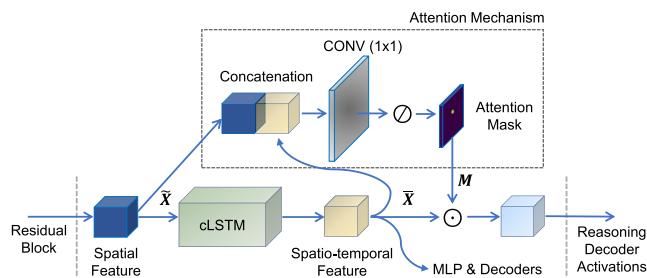 Attention Mechanism
CONV (1x1)
Concatenation
Attention
Mask
X̃
X̄
M
cLSTM
Residual
Block
Spatial
Feature
Spatio-temporal
Feature
MLP & Decoders
Reasoning
Decoder
Activations